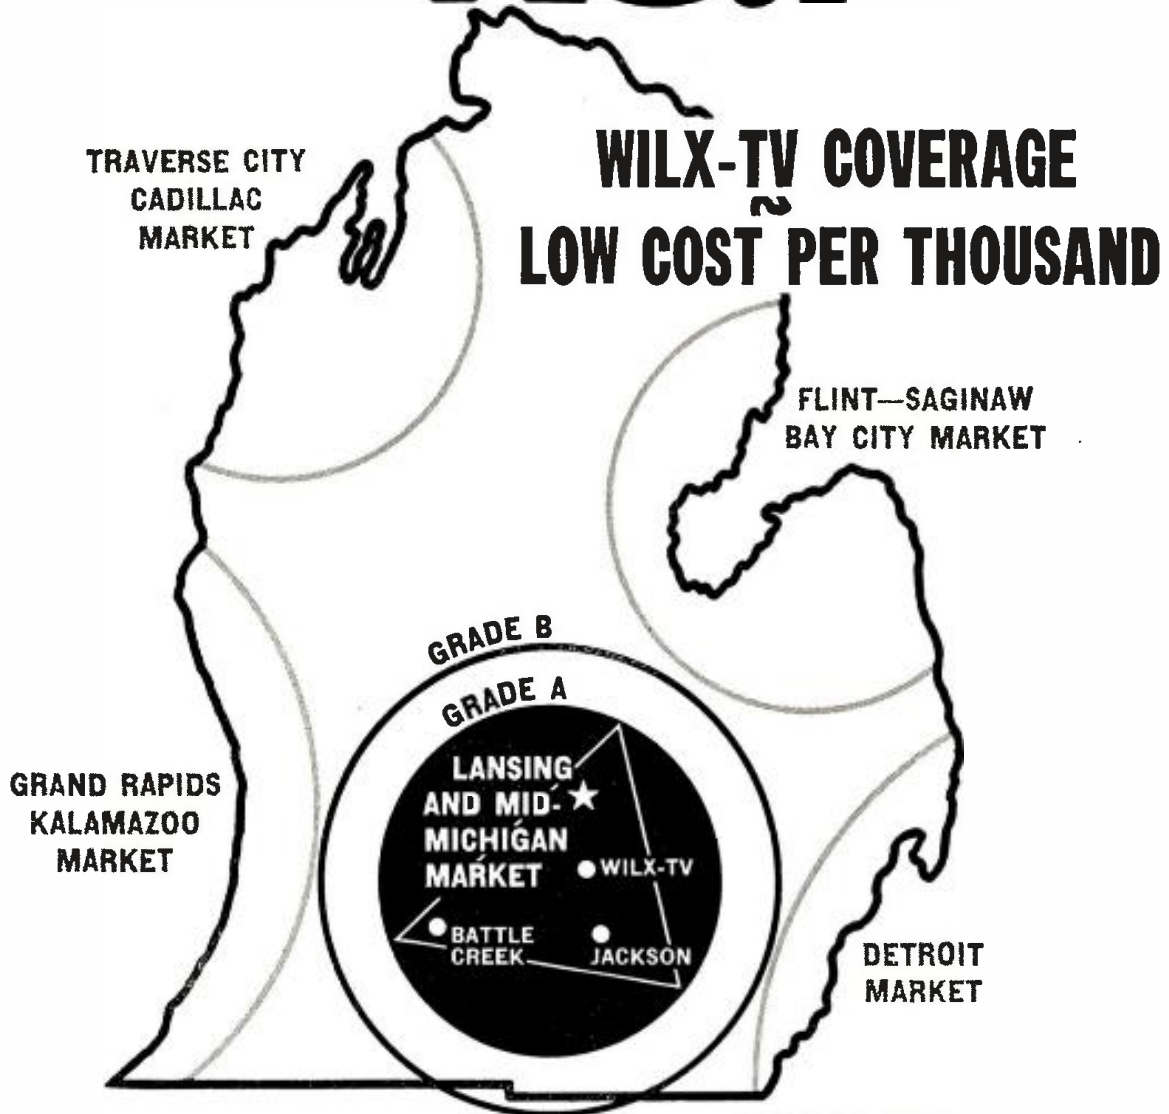 WILX-TV COVERAGE
~
LOW COST PER THOUSAND
TRAVERSE CITY
CADILLAC
MARKET
FLINT—SAGINAW
BAY CITY MARKET
GRADE B
GRADE A
LANSING
AND MID-
MICHIGAN
MARKET
WILX-TV
BATTLE
CREEK
JACKSON
GRAND RAPIDS
KALAMAZOO
MARKET
DETROIT
MARKET